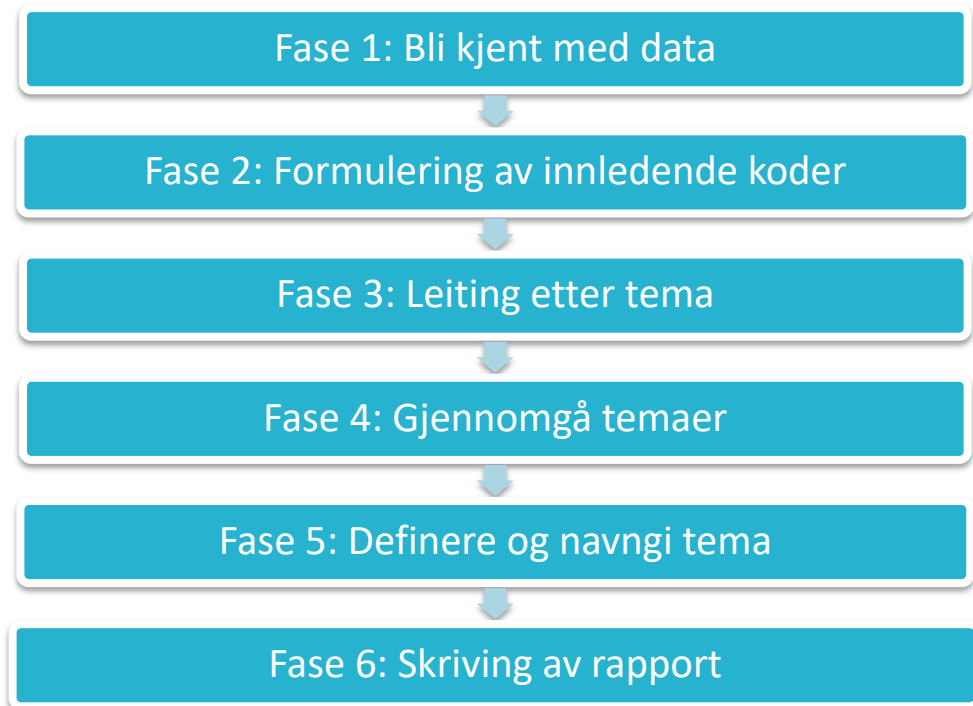 Fase 1: Bli kjent med data
Fase 2: Formulering av innledende koder
Fase 3: Leiting etter tema
Fase 4: Gjennomgå temaer
Fase 5: Definere og navngi tema
Fase 6: Skriving av rapport